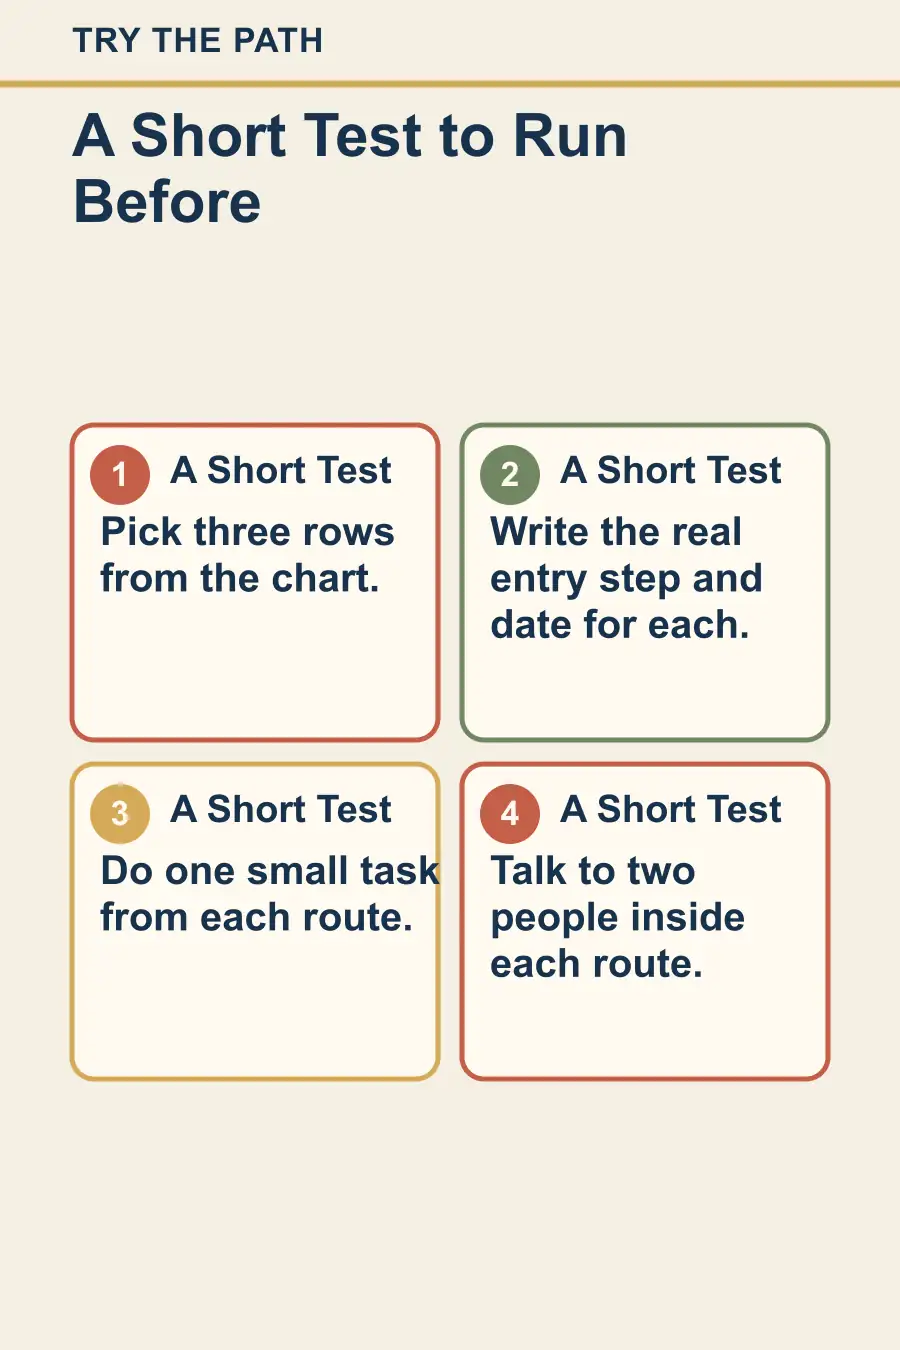 TRY THE PATH
A Short Test to Run
Before
1 A Short Test
Pick three rows
from the chart.
2 A Short Test
Write the real
entry step and
date for each.
3 A Short Test
Do one small task
from each route.
4 A Short Test
Talk to two
people inside
each route.